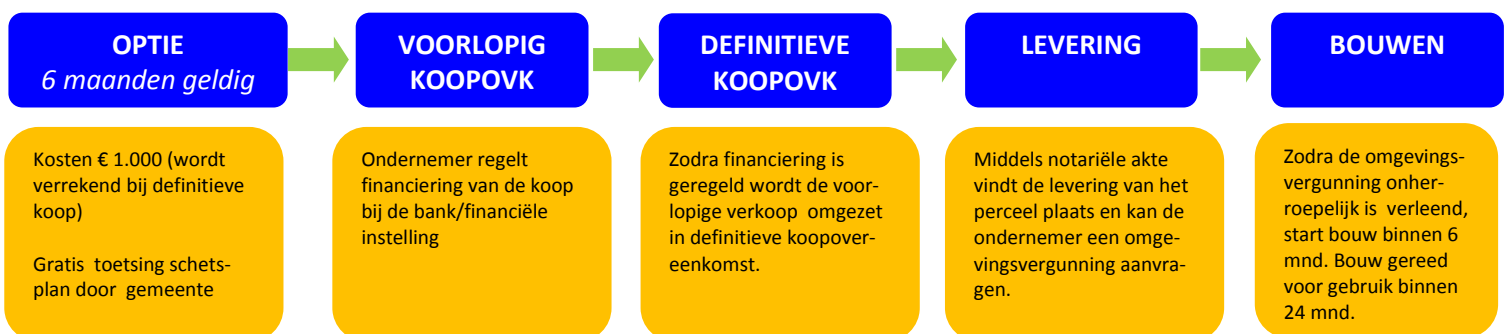 OPTIE
6 maanden geldig
VOORLOPIG
KOOPOVK
DEFINITIEVE
KOOPOVK
LEVERING
BOUWEN
Kosten € 1.000 (wordt
verrekend bij definitieve
koop)
Gratis toetsing schets-
plan door gemeente
Ondernemer regelt
financiering van de koop
bij de bank/financiële
instelling
Zodra financiering is
geregeld wordt de voor-
lopige verkoop omgezet
in definitieve koopover-
eenkomst.
Middels notariële akte
vindt de levering van het
perceel plaats en kan de
ondernemer een omge-
vingsvergunning aanvra-
gen.
Zodra de omgevings-
vergunning onher-
roepelijk is verleend,
start bouw binnen 6
mnd. Bouw gereed
voor gebruik binnen
24 mnd.